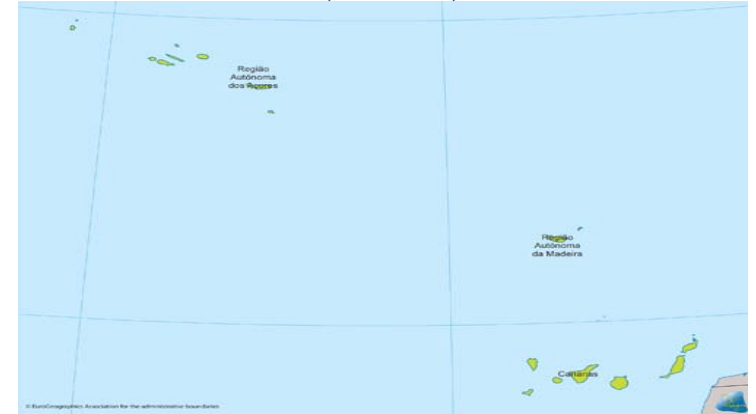 Região
Autónoma
dos Açores
Região
Autónoma
da Madeira
Canarias
© EuroGeographics Association for the administrative boundaries